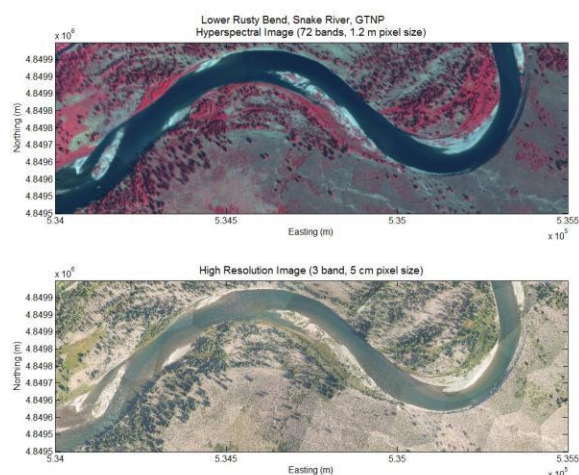 Lower Rusty Bend, Snake River, GTNP
Hyperspectral Image (72 bands, 1.2 m pixel size)
x 10⁶
4.8499
4.8499
4.8498
4.8498
4.8497
4.8496
4.8496
4.8495
4.8495
Northing (m)
5.34 5.345 5.35 5.355
Easting (m)
x 10⁵
High Resolution Image (3 band, 5 cm pixel size)
x 10⁶
4.8499
4.8499
4.8498
4.8498
4.8497
4.8496
4.8496
4.8495
4.8495
Northing (m)
5.34 5.345 5.35 5.355
Easting (m)
x 10⁵